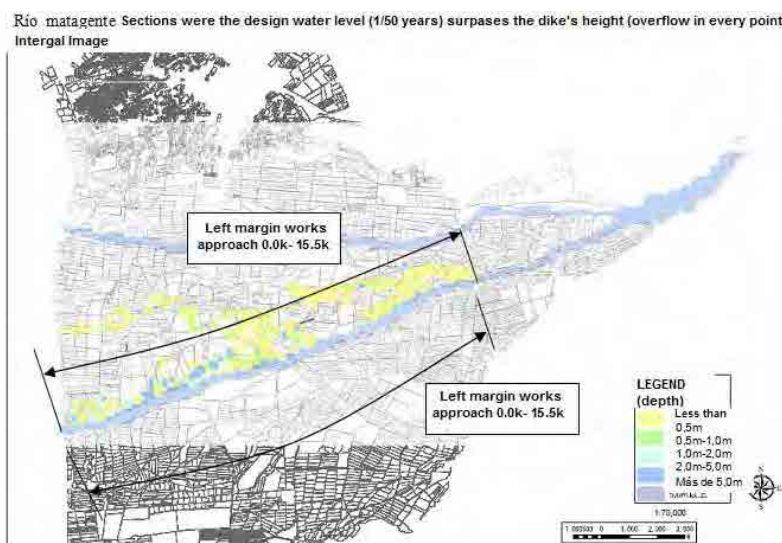 Río matagente Sections were the design water level (1/50 years) surpases the dike's height (overflow in every point
Intergal Image
Left margin works
approach 0.0k- 15.5k
Left margin works
approach 0.0k- 15.5k
LEGEND
(depth)
Less than
0,5m
0,5m-1,0m
1,0m-2,0m
2,0m-5,0m
Más de 5,0m
N
S
1:70,000
0